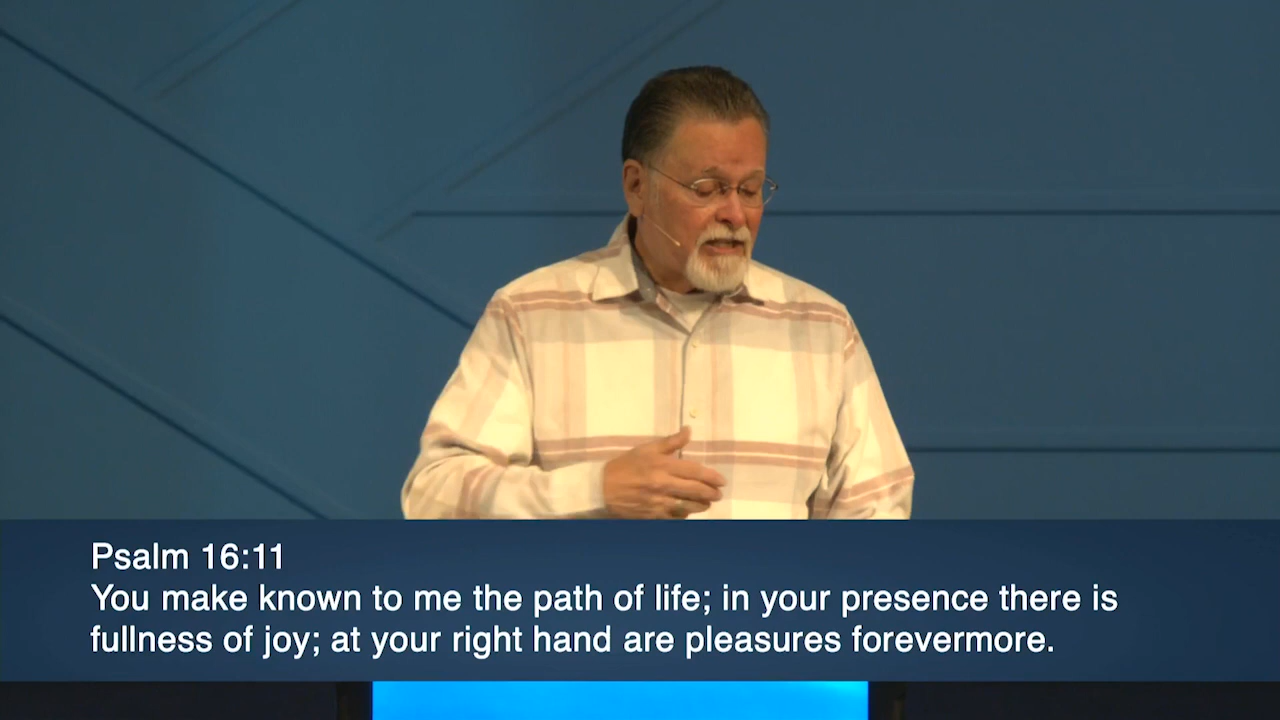 Psalm 16:11
You make known to me the path of life; in your presence there is
fullness of joy; at your right hand are pleasures forevermore.